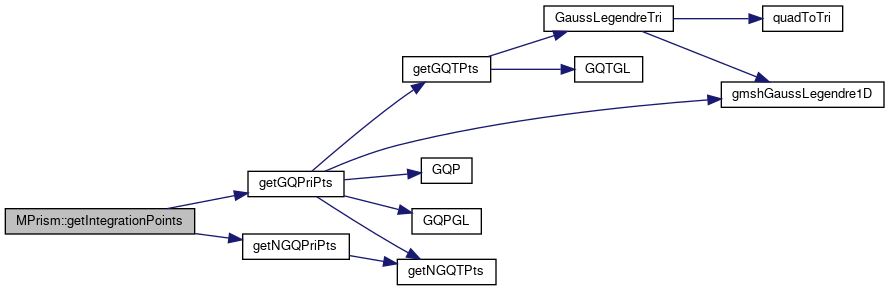 GaussLegendreTri
quadToTri
getGQTPts
GQTGL
gmshGaussLegendre1D
getGQPriPts
GQP
MPrism::getIntegrationPoints
GQPGL
getNGQPriPts
getNGQTPts